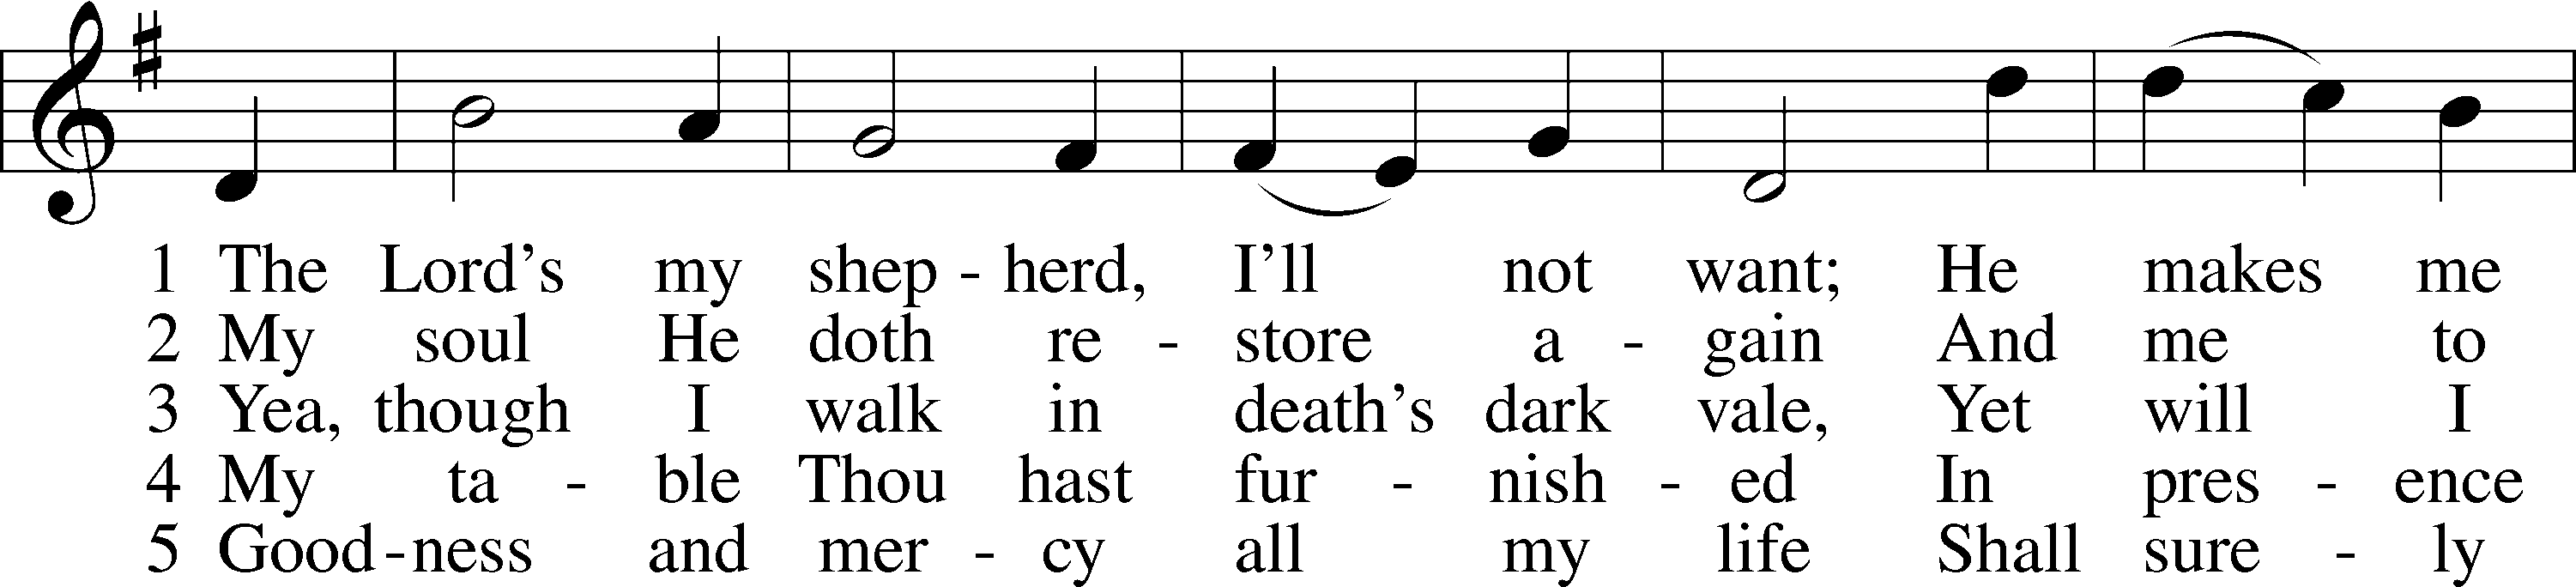 1 The Lord’s my shep - herd, I’ll not want; He makes me
2 My soul He doth re - store a - gain And me to
3 Yea, though I walk in death’s dark vale, Yet will I
4 My ta - ble Thou hast fur - nish - ed In pres - ence
5 Good - ness and mer - cy all my life Shall sure - ly